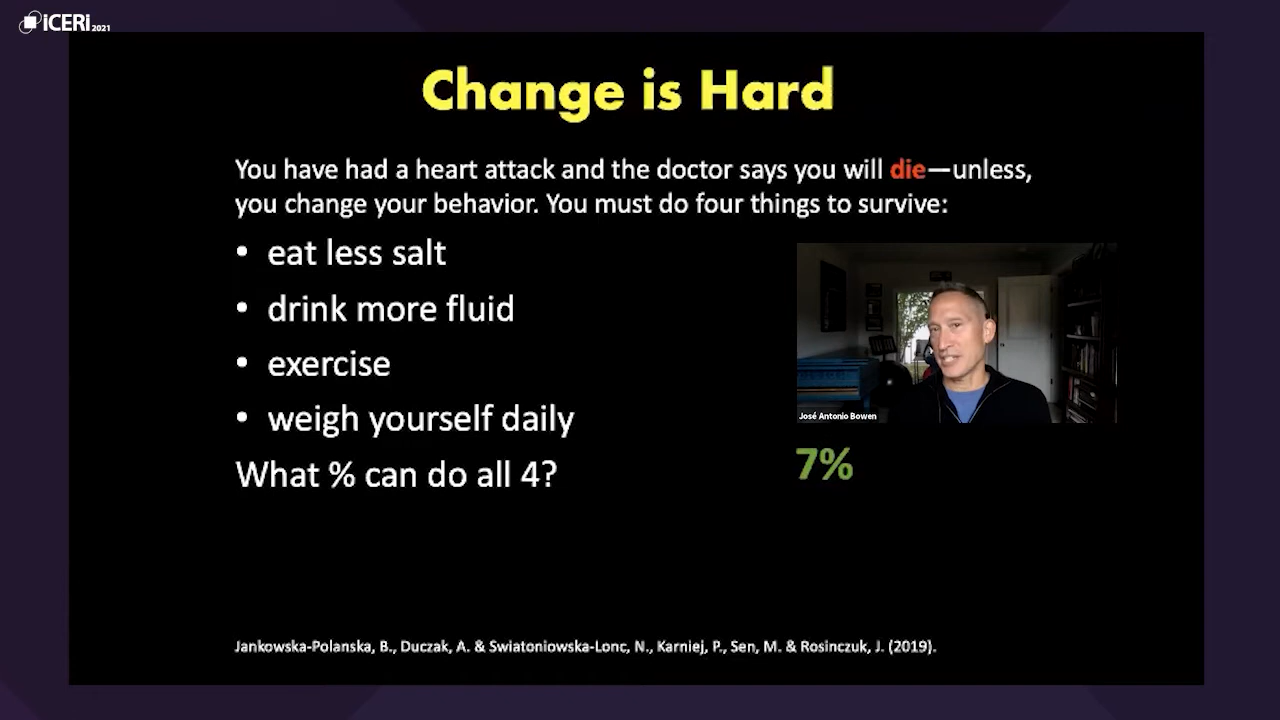 iCERi 2021
Change is Hard
You have had a heart attack and the doctor says you will die—unless,
you change your behavior. You must do four things to survive:
• eat less salt
• drink more fluid
• exercise
• weigh yourself daily
José Antonio Bowen
What % can do all 4?
7%
Jankowska-Polanska, B., Duczak, A. & Swiatoniowska-Lonc, N., Karniej, P., Sen, M. & Rosinczuk, J. (2019).